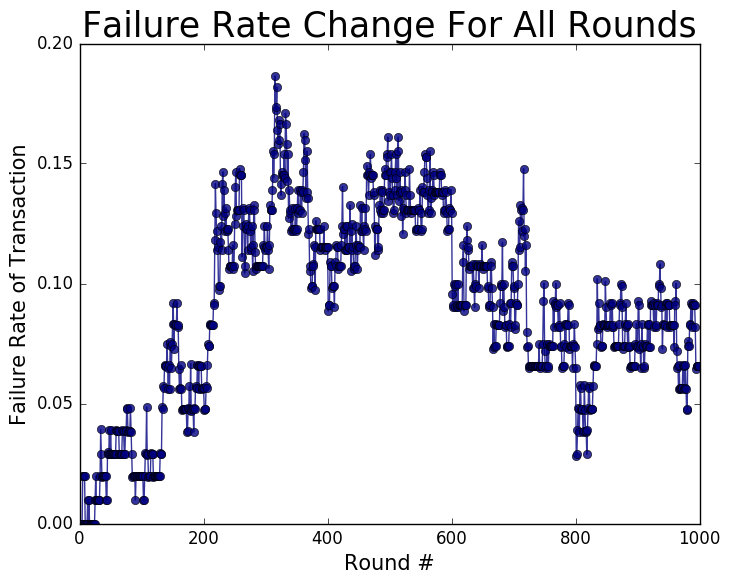 Failure Rate Change For All Rounds
0.20
0.15
0.10
0.05
0.00
Failure Rate of Transaction
0 200 400 600 800 1000
Round #